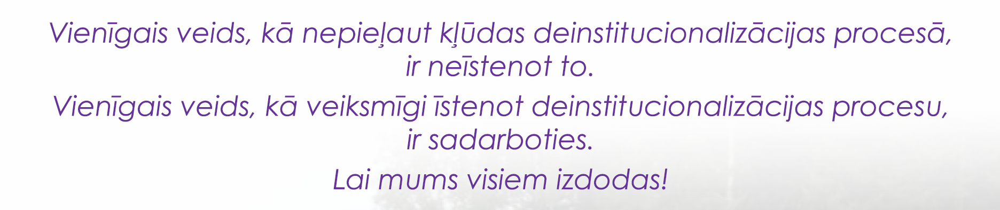 Vienīgais veids, kā nepieļaut kļūdas deinstitucionalizācijas procesā,
ir neīstenot to.
Vienīgais veids, kā veiksmīgi īstenot deinstitucionalizācijas procesu,
ir sadarboties.
Lai mums visiem izdodas!